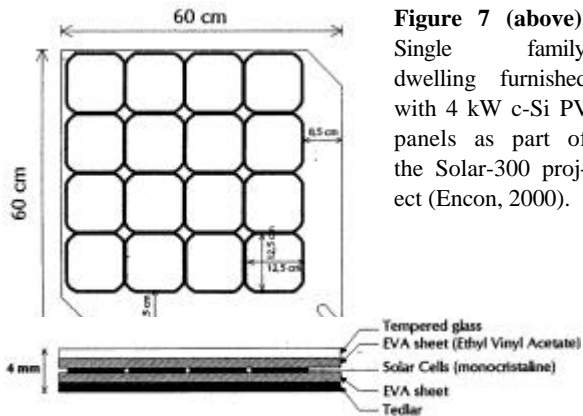 60 cm
60 cm
6,5 cm
12,5 cm
12,5 cm
5 cm
Figure 7 (above)
Single family
dwelling furnished
with 4 kW c-Si PV
panels as part of
the Solar-300 proj-
ect (Encon, 2000).
4 mm
Tempered glass
EVA sheet (Ethyl Vinyl Acetate)
Solar Cells (monocristaline)
EVA sheet
Tedlar